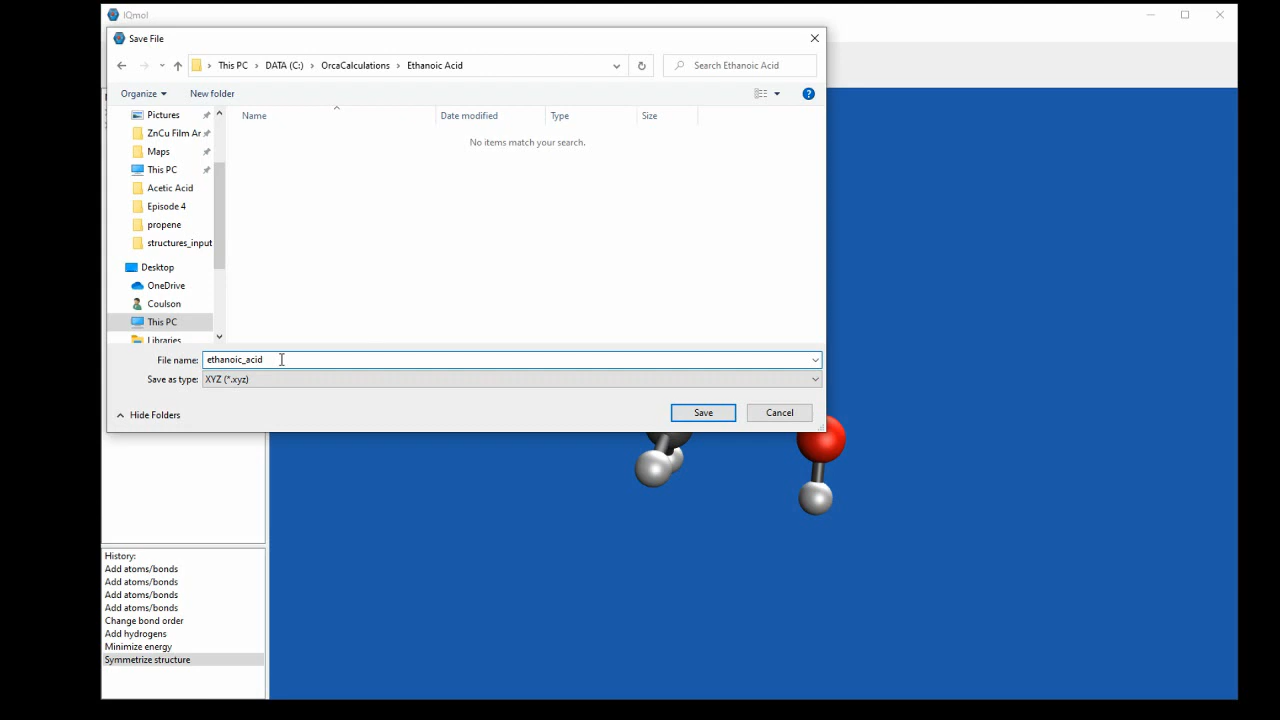 IQmol
Save File
This PC > DATA (C:) > OrcaCalculations > Ethanoic Acid
Search Ethanoic Acid
Organize
New folder
Name
Date modified
Type
Size
No items match your search.
Pictures
ZnCu Film Ar
Maps
This PC
Acetic Acid
Episode 4
propene
structures_input
Desktop
OneDrive
Coulson
This PC
Libraries
File name: ethanoic_acid
Save as type: XYZ (*.xyz)
Hide Folders
Save
Cancel
History:
Add atoms/bonds
Add atoms/bonds
Add atoms/bonds
Add atoms/bonds
Change bond order
Add hydrogens
Minimize energy
Symmetrize structure